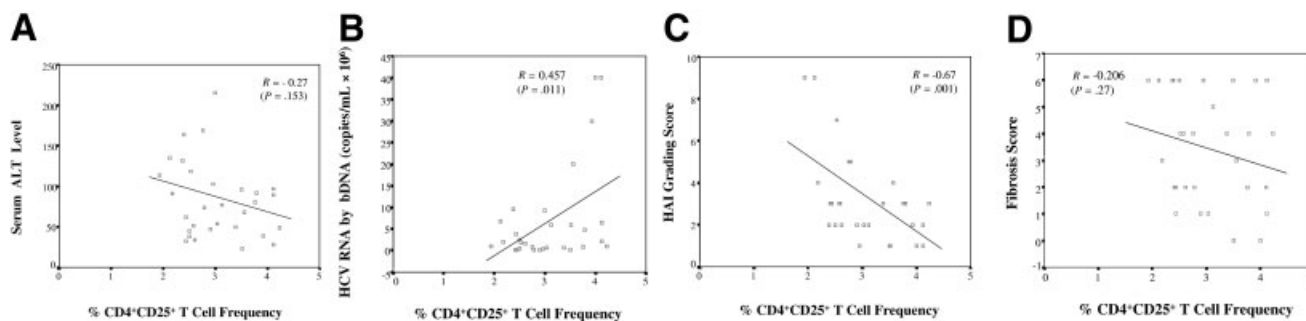 A
R = - 0.27
(P = .153)
250
200
150
100
50
0
0 1 2 3 4 5
Serum ALT Level
% CD4⁺CD25⁺ T Cell Frequency
B
R = 0.457
(P = .011)
45
40
35
30
25
20
15
10
5
0
-5
0 1 2 3 4 5
HCV RNA by bDNA (copies/mL × 10⁶)
% CD4⁺CD25⁺ T Cell Frequency
C
R = -0.67
(P = .001)
10
8
6
4
2
0
0 1 2 3 4 5
HAI Grading Score
% CD4⁺CD25⁺ T Cell Frequency
D
R = -0.206
(P = .27)
7
6
5
4
3
2
1
0
-1
0 1 2 3 4 5
Fibrosis Score
% CD4⁺CD25⁺ T Cell Frequency